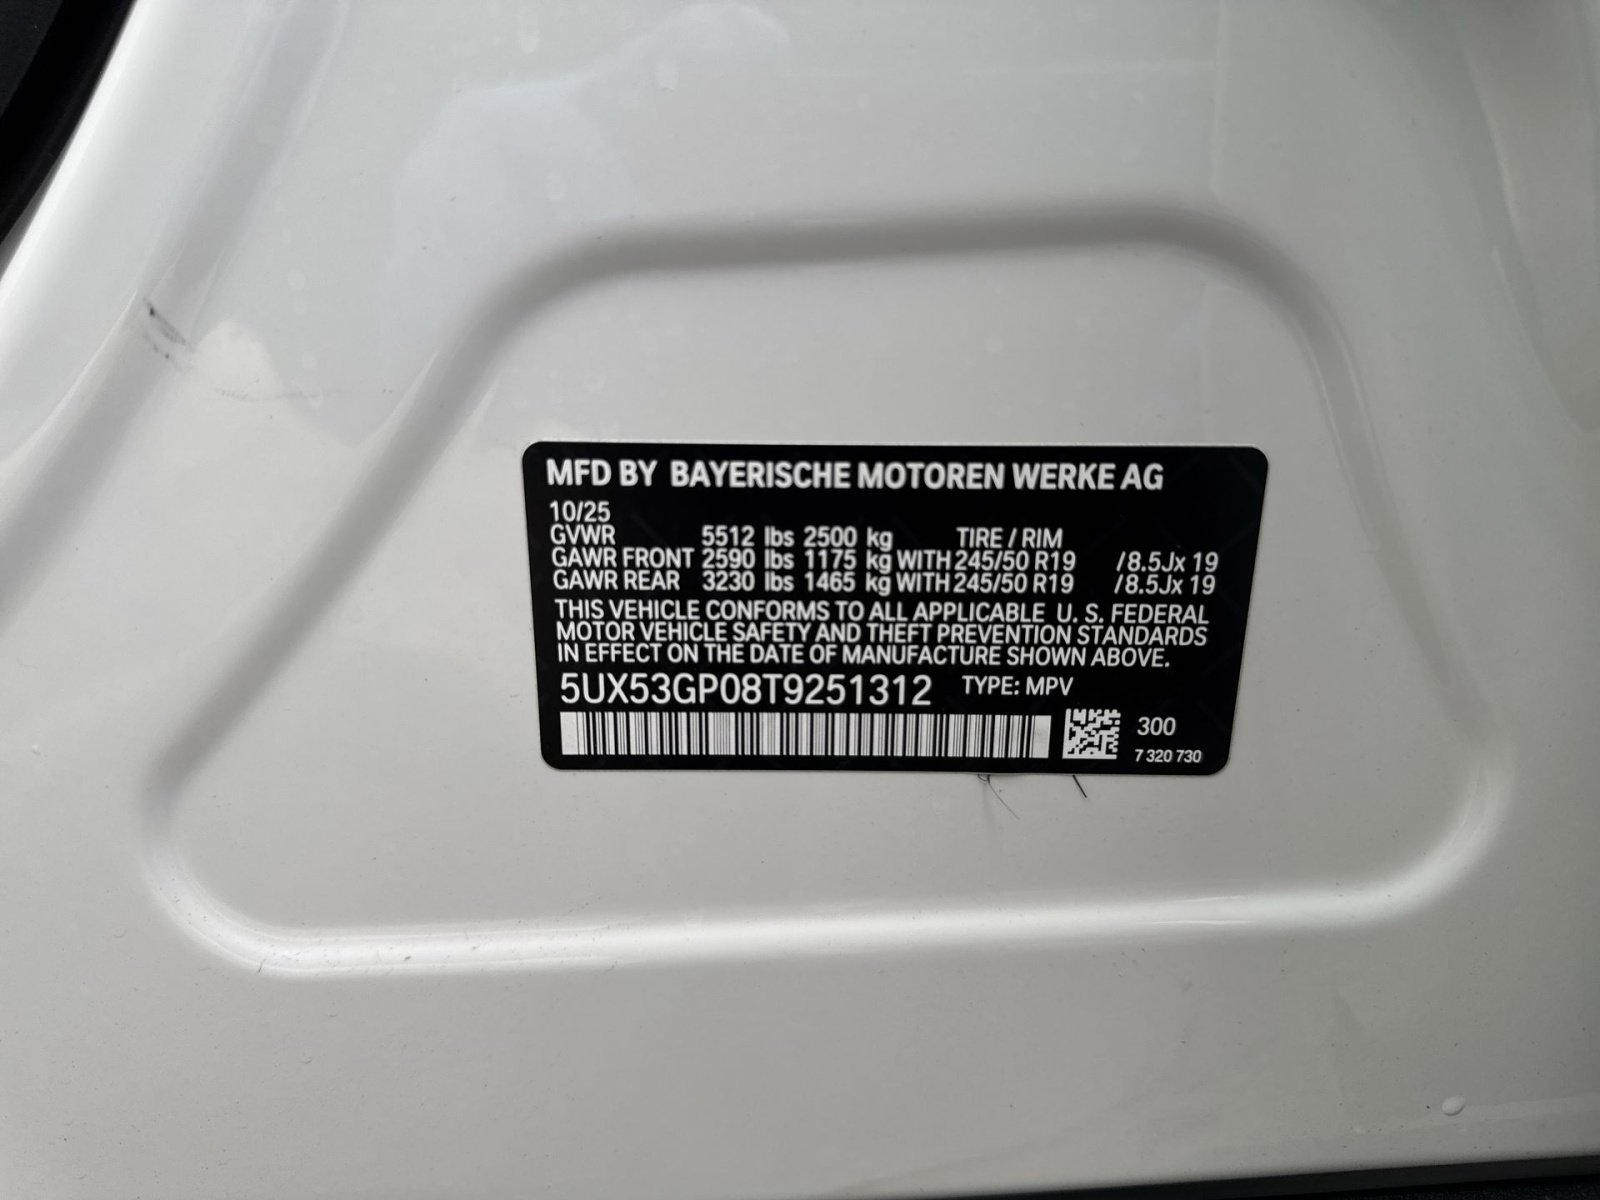 MFD BY BAYERISCHE MOTOREN WERKE AG
10/25
GVWR 5512 lbs 2500 kg TIRE / RIM
GAWR FRONT 2590 lbs 1175 kg WITH 245/50 R19 /8.5Jx 19
GAWR REAR 3230 lbs 1465 kg WITH 245/50 R19 /8.5Jx 19
THIS VEHICLE CONFORMS TO ALL APPLICABLE U. S. FEDERAL
MOTOR VEHICLE SAFETY AND THEFT PREVENTION STANDARDS
IN EFFECT ON THE DATE OF MANUFACTURE SHOWN ABOVE.
5UX53GP08T9251312 TYPE: MPV
300
7 320 730